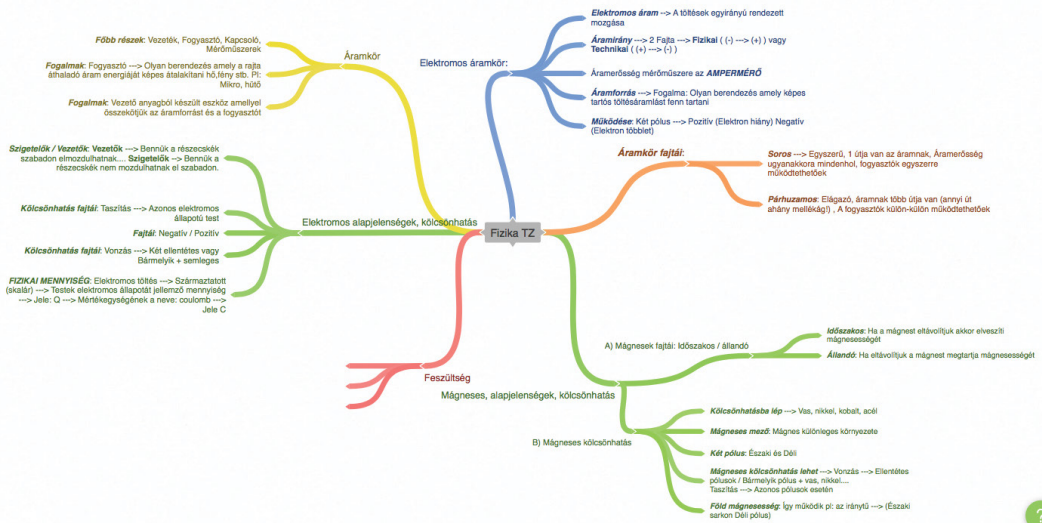 Fizika TZ
Áramkör
Főbb részek: Vezeték, Fogyasztó, Kapcsoló,
Mérőműszerek
Fogalmak: Fogyasztó ---> Olyan berendezés amely a rajta
áthaladó áram energiáját képes átalakítani hő,fény stb. Pl:
Mikro, hűtő
Fogalmak: Vezető anyagból készült eszköz amellyel
összekötjük az áramforrást és a fogyasztót
Elektromos alapjelenségek, kölcsönhatás
Szigetelők / Vezetők: Vezetők ---> Bennük a részecskék
szabadon elmozdulhatnak.... Szigetelők --> Bennük a
részecskék nem mozdulhatnak el szabadon.
Kölcsönhatás fajtái: Taszítás ---> Azonos elektromos
állapotú test
Fajtái: Negatív / Pozitív
Kölcsönhatás fajtái: Vonzás ---> Két ellentétes vagy
Bármelyik + semleges
FIZIKAI MENNYISÉG: Elektromos töltés ---> Származtatott
(skalár) ---> Testek elektromos állapotát jellemző mennyiség
---> Jele: Q ---> Mértékegységének a neve: coulomb --->
Jele C
Feszültség
Elektromos áramkör:
Elektromos áram --> A töltések egyirányú rendezett
mozgása
Áramirány ---> 2 Fajta ---> Fizikai ( (-) ---> (+) ) vagy
Technikai ( (+) ---> (-) )
Áramerősség mérőműszere az AMPERMÉRŐ
Áramforrás ---> Fogalma: Olyan berendezés amely képes
tartós töltésáramlást fenn tartani
Működése: Két pólus ---> Pozitív (Elektron hiány) Negatív
(Elektron többlet)
Áramkör fajtái:
Soros ---> Egyszerű, 1 útja van az áramnak, Áramerősség
ugyanakkora mindenhol, fogyasztók egyszerre
működtethetőek
Párhuzamos: Elágazó, áramnak több útja van (annyi út
ahány mellékág!) , A fogyasztók külön-külön működtethetőek
Mágneses, alapjelenségek, kölcsönhatás
A) Mágnesek fajtái: Időszakos / állandó
Időszakos: Ha a mágnest eltávolítjuk akkor elveszíti
mágnesességét
Állandó: Ha eltávolítjuk a mágnest megtartja mágnesességét
B) Mágneses kölcsönhatás
Kölcsönhatásba lép ---> Vas, nikkel, kobalt, acél
Mágneses mező: Mágnes különleges környezete
Két pólus: Északi és Déli
Mágneses kölcsönhatás lehet ---> Vonzás ---> Ellentétes
pólusok / Bármelyik pólus + vas, nikkel....
Taszítás ---> Azonos pólusok esetén
Föld mágnesesség: Így működik pl: az iránytű ---> (Északi
sarkon Déli pólus)
?